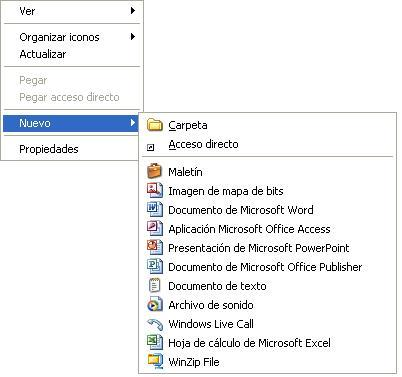 Ver
Organizar iconos
Actualizar
Pegar
Pegar acceso directo
Nuevo
Propiedades
Carpeta
Acceso directo
Maletín
Imagen de mapa de bits
Documento de Microsoft Word
Aplicación Microsoft Office Access
Presentación de Microsoft PowerPoint
Documento de Microsoft Office Publisher
Documento de texto
Archivo de sonido
Windows Live Call
Hoja de cálculo de Microsoft Excel
WinZip File